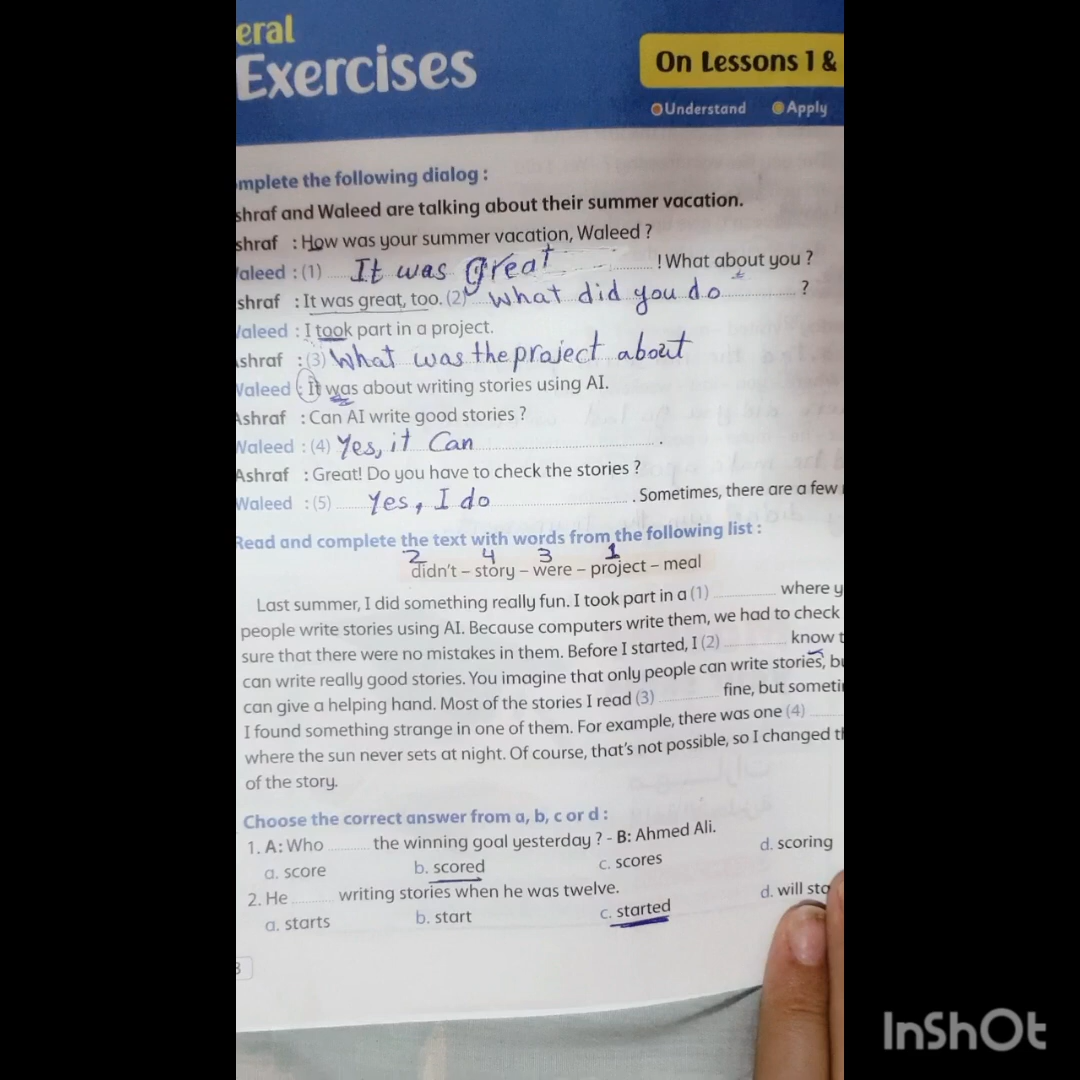 eral
Exercises
On Lessons 1 &
Understand Apply
mplete the following dialog :
shraf and Waleed are talking about their summer vacation.
shraf : How was your summer vacation, Waleed ?
aleed : (1) It was great ! What about you ?
shraf : It was great, too. (2) What did you do ?
Waleed : I took part in a project.
Ashraf : (3) What was the project about
Waleed : It was about writing stories using AI.
Ashraf : Can AI write good stories ?
Waleed : (4) Yes, it Can .
Ashraf : Great! Do you have to check the stories ?
Waleed : (5) Yes, I do . Sometimes, there are a few
Read and complete the text with words from the following list :
2 4 3 1
didn't – story – were – project – meal
Last summer, I did something really fun. I took part in a (1) where y
people write stories using AI. Because computers write them, we had to check
sure that there were no mistakes in them. Before I started, I (2) know t
can write really good stories. You imagine that only people can write stories, bu
can give a helping hand. Most of the stories I read (3) fine, but someti
I found something strange in one of them. For example, there was one (4)
where the sun never sets at night. Of course, that's not possible, so I changed th
of the story.
Choose the correct answer from a, b, c or d :
1. A: Who the winning goal yesterday ? - B: Ahmed Ali.
a. score b. scored c. scores d. scoring
2. He writing stories when he was twelve.
a. starts b. start c. started d. will sta
InShOt